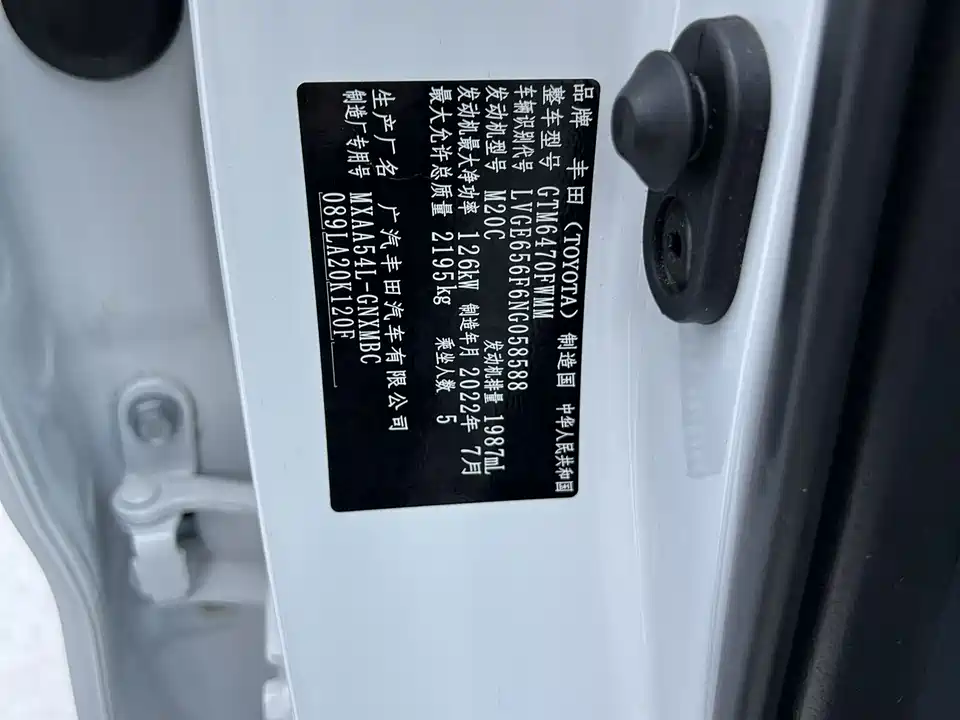 品牌 丰田（TOYOTA） 制造国 中华人民共和国
整车型号 GTM6470FWMM
车辆识别代号 LVGE656F6NG058588
发动机型号 M20C 发动机排量 1987mL
发动机最大净功率 126kW 制造年月 2022年 7月
最大允许总质量 2195kg 乘坐人数 5
生产厂名 广汽丰田汽车有限公司
制造厂专用号 MXAA54L-GNXMBC
089LA20K120F